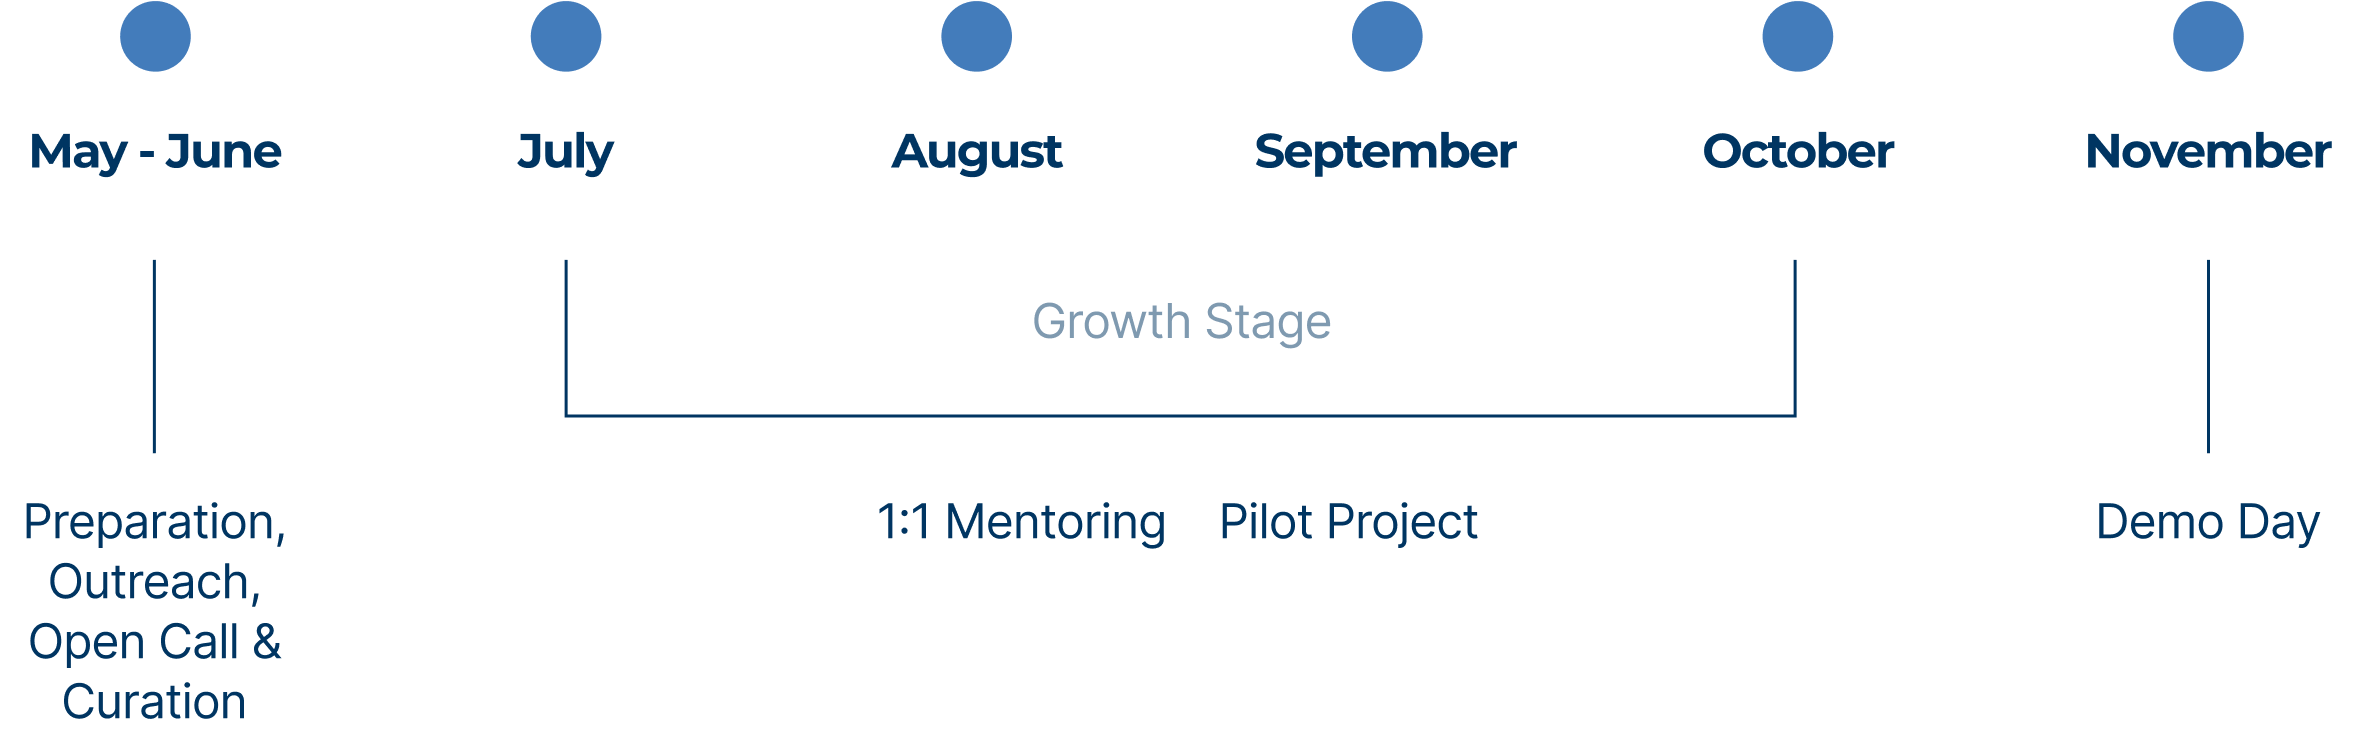 May - June
July
August
September
October
November
Growth Stage
Preparation,
Outreach,
Open Call &
Curation
1:1 Mentoring
Pilot Project
Demo Day